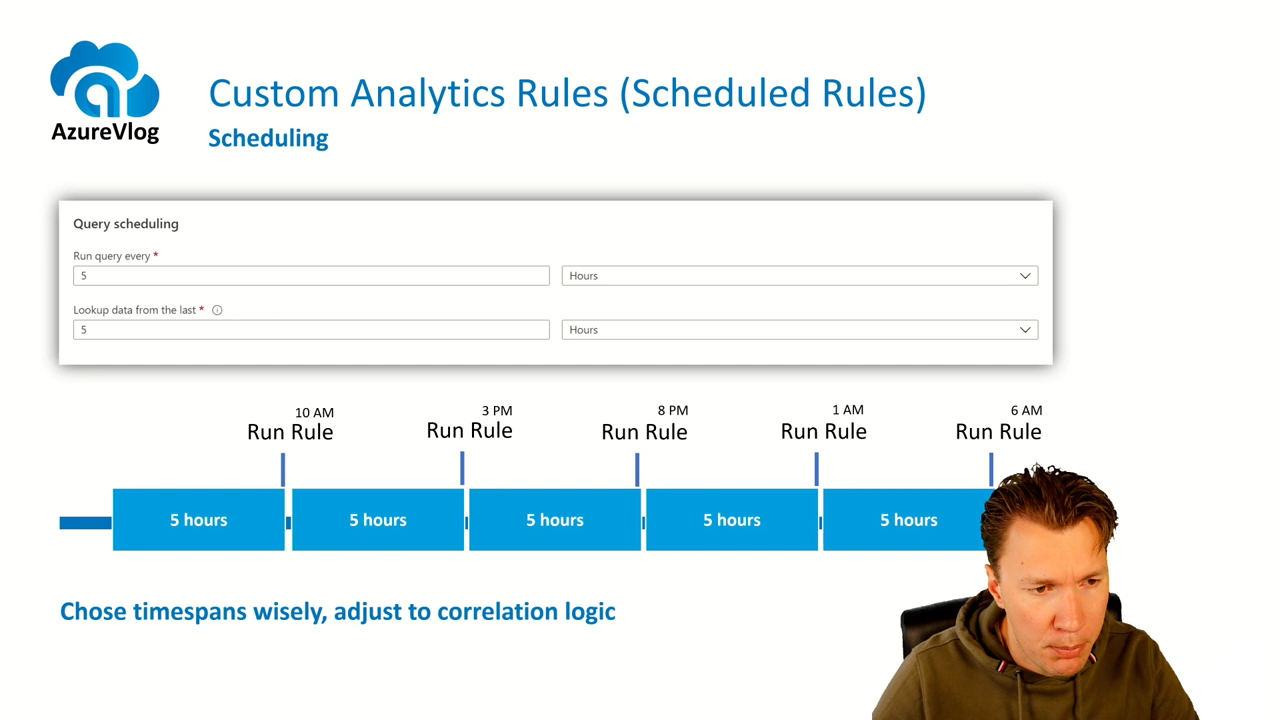 AzureVlog
Custom Analytics Rules (Scheduled Rules)
Scheduling
Query scheduling
Run query every *
5
Hours
Lookup data from the last *
5
Hours
10 AM
Run Rule
3 PM
Run Rule
8 PM
Run Rule
1 AM
Run Rule
6 AM
Run Rule
5 hours
5 hours
5 hours
5 hours
5 hours
Chose timespans wisely, adjust to correlation logic